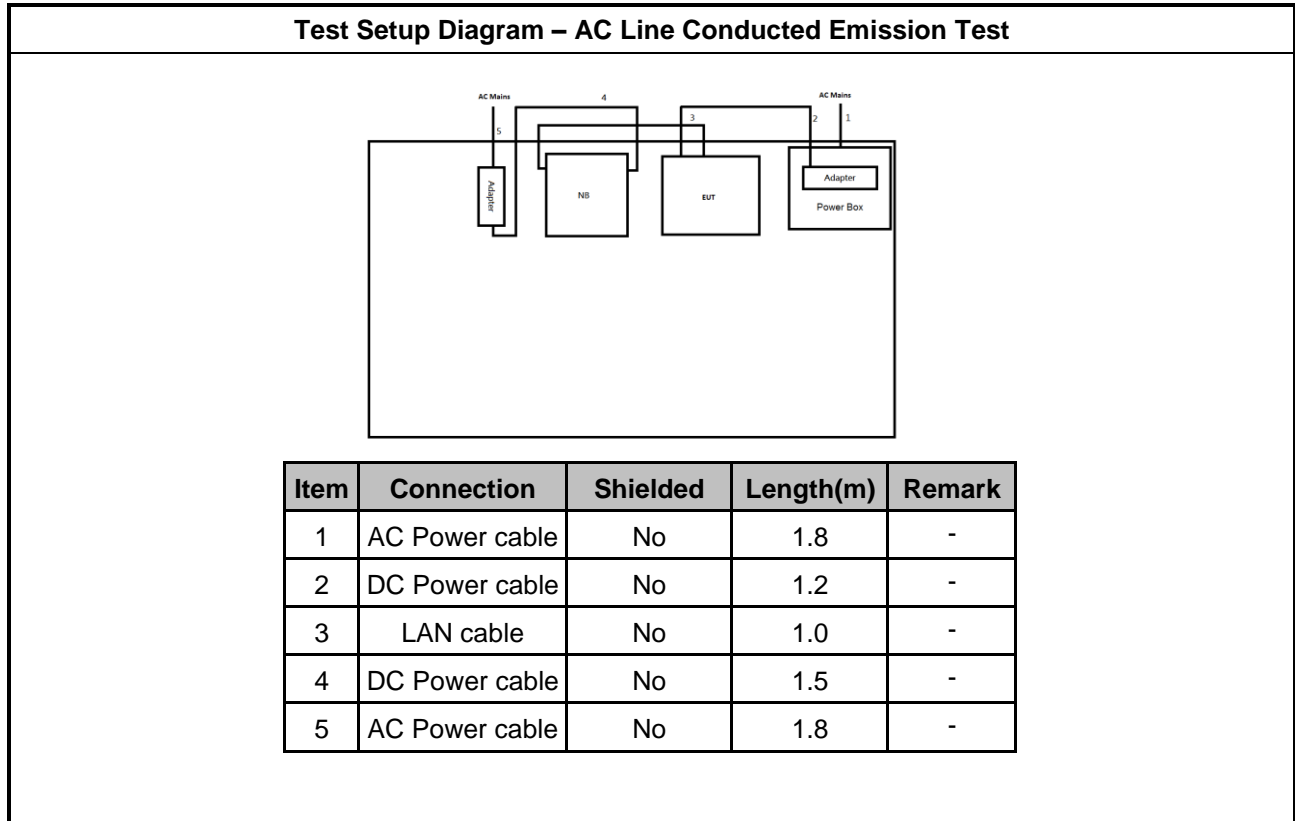 Test Setup Diagram – AC Line Conducted Emission Test
AC Mains
4
AC Mains
5
3
2
1
Adapter
NB
EUT
Adapter
Power Box
Item Connection Shielded Length(m) Remark
1 AC Power cable No 1.8 -
2 DC Power cable No 1.2 -
3 LAN cable No 1.0 -
4 DC Power cable No 1.5 -
5 AC Power cable No 1.8 -